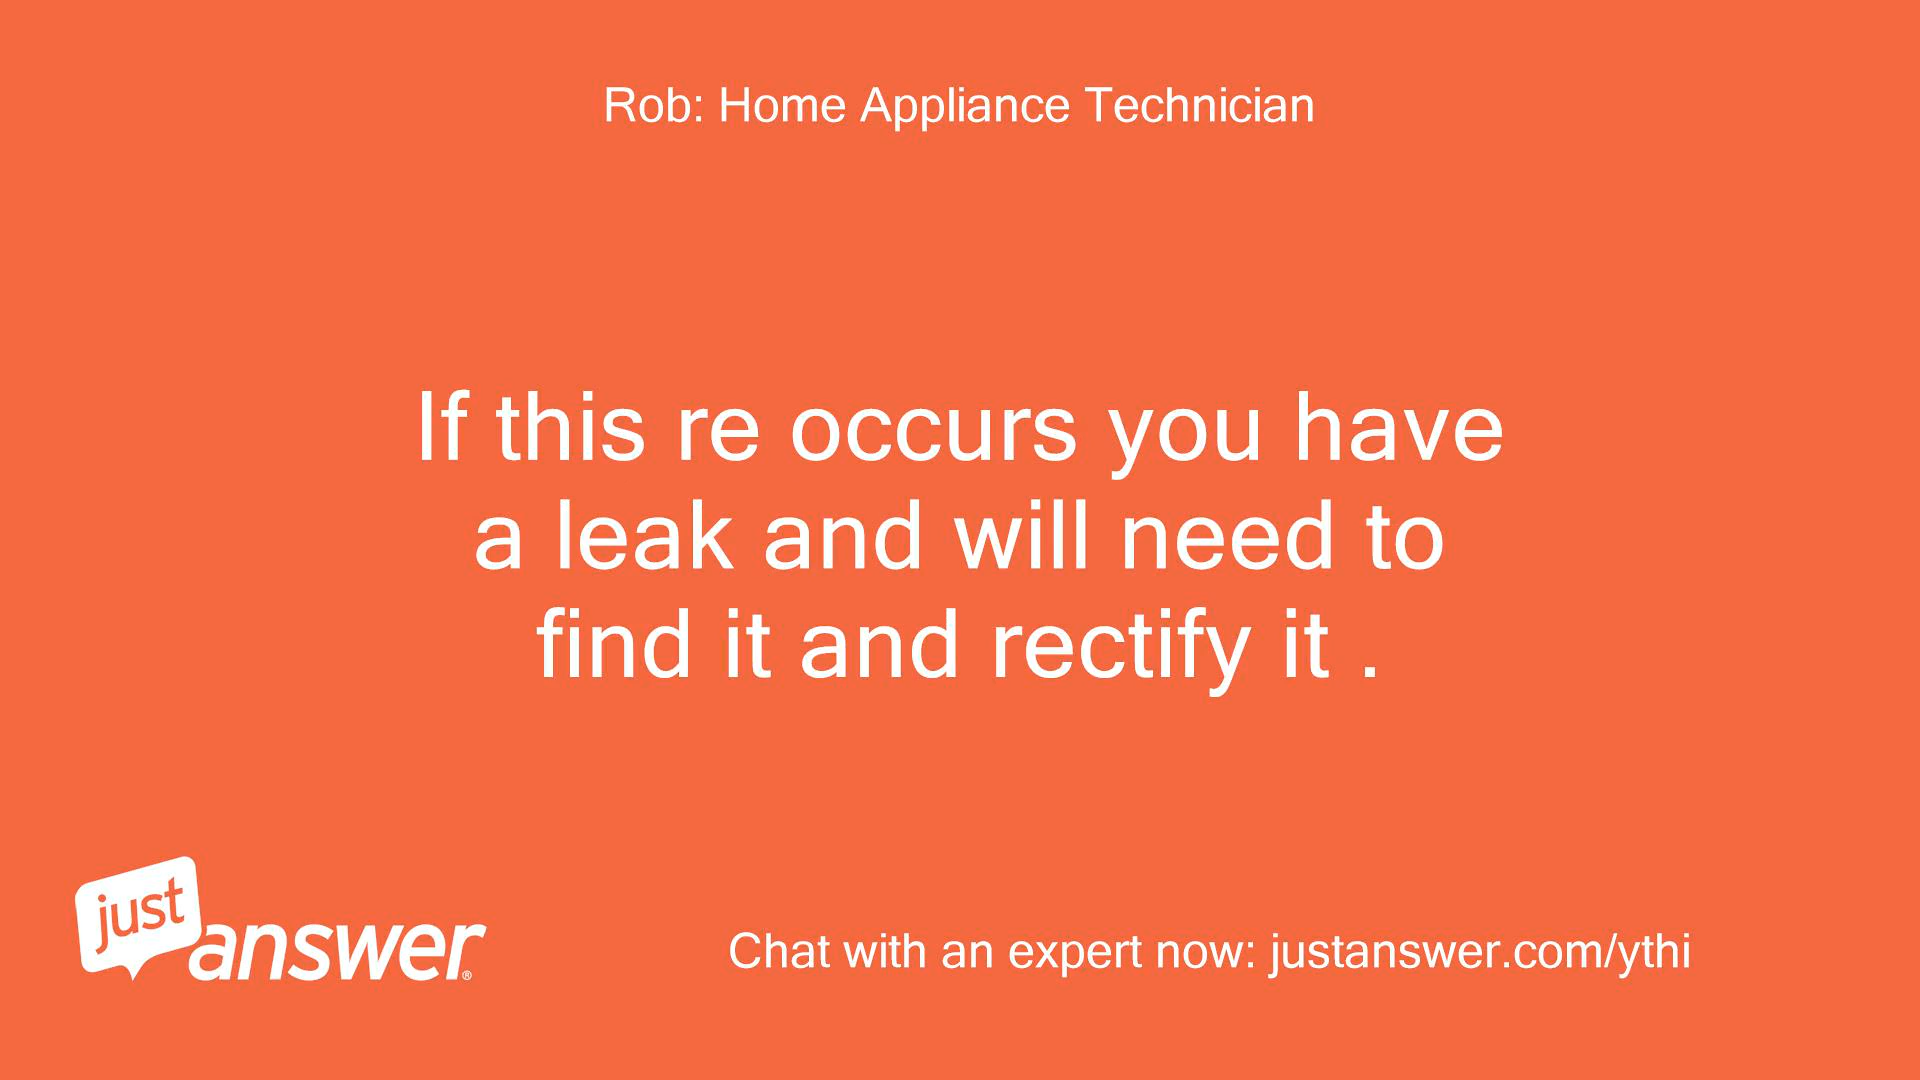 Rob: Home Appliance Technician
If this re occurs you have
a leak and will need to
find it and rectify it .
just
answer®
Chat with an expert now: justanswer.com/ythi